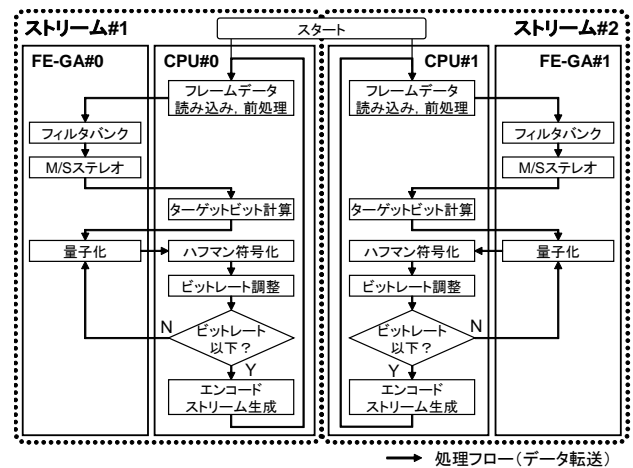 ストリーム#1
スタート
ストリーム#2
FE-GA#0
CPU#0
CPU#1
FE-GA#1
フレームデータ
読み込み, 前処理
フレームデータ
読み込み, 前処理
フィルタバンク
フィルタバンク
M/Sステレオ
M/Sステレオ
ターゲットビット計算
ターゲットビット計算
量子化
ハフマン符号化
ハフマン符号化
量子化
ビットレート調整
ビットレート調整
N
ビットレート
以下?
ビットレート
以下?
N
Y
Y
エンコード
ストリーム生成
エンコード
ストリーム生成
処理フロー(データ転送)